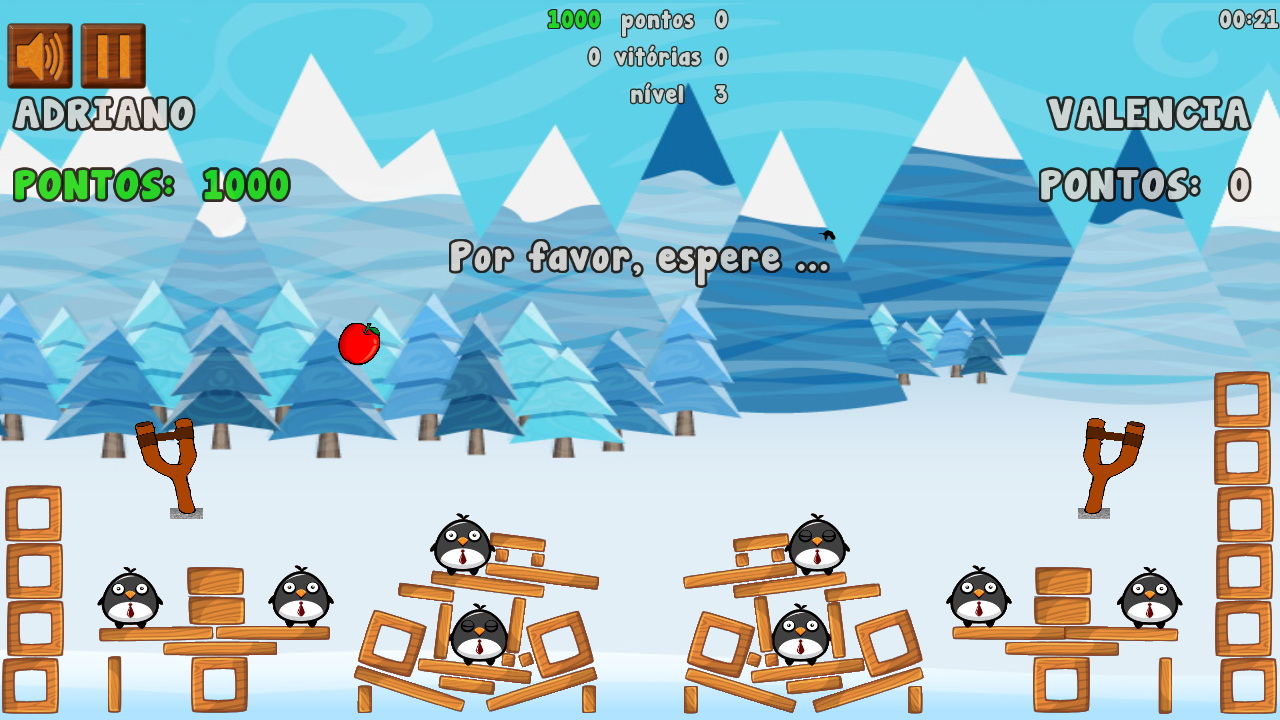 1000 pontos 0
00:21
0 vitórias 0
nível 3
ADRIANO
VALENCIA
PONTOS: 1000
PONTOS: 0
Por favor, espere ...